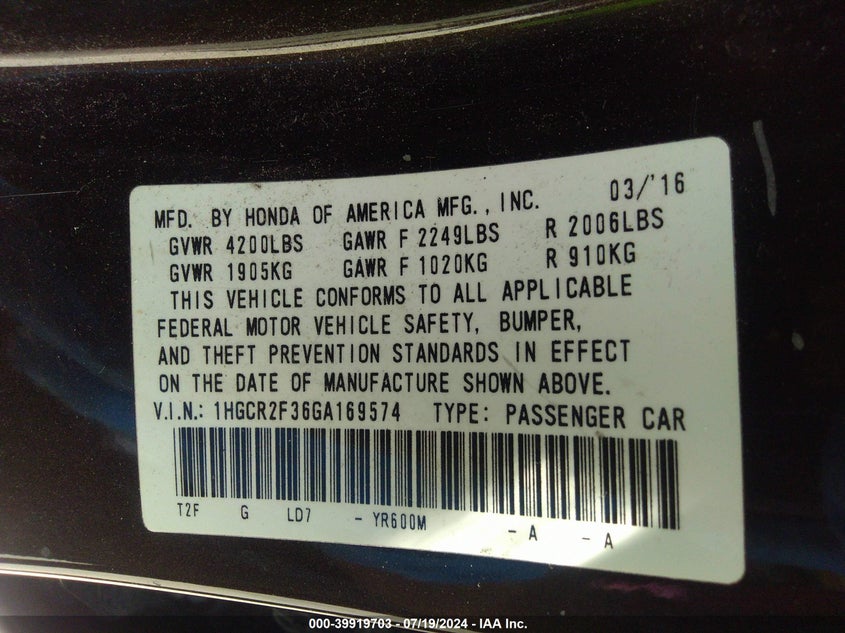 MFD. BY HONDA OF AMERICA MFG., INC. 03/'16
GVWR 4200LBS GAWR F 2249LBS R 2006LBS
GVWR 1905KG GAWR F 1020KG R 910KG
THIS VEHICLE CONFORMS TO ALL APPLICABLE
FEDERAL MOTOR VEHICLE SAFETY, BUMPER,
AND THEFT PREVENTION STANDARDS IN EFFECT
ON THE DATE OF MANUFACTURE SHOWN ABOVE.
V.I.N.: 1HGCR2F36GA169574 TYPE: PASSENGER CAR
T2F G LD7 - YR600M - A - A
000-39919703 - 07/19/2024 - IAA Inc.